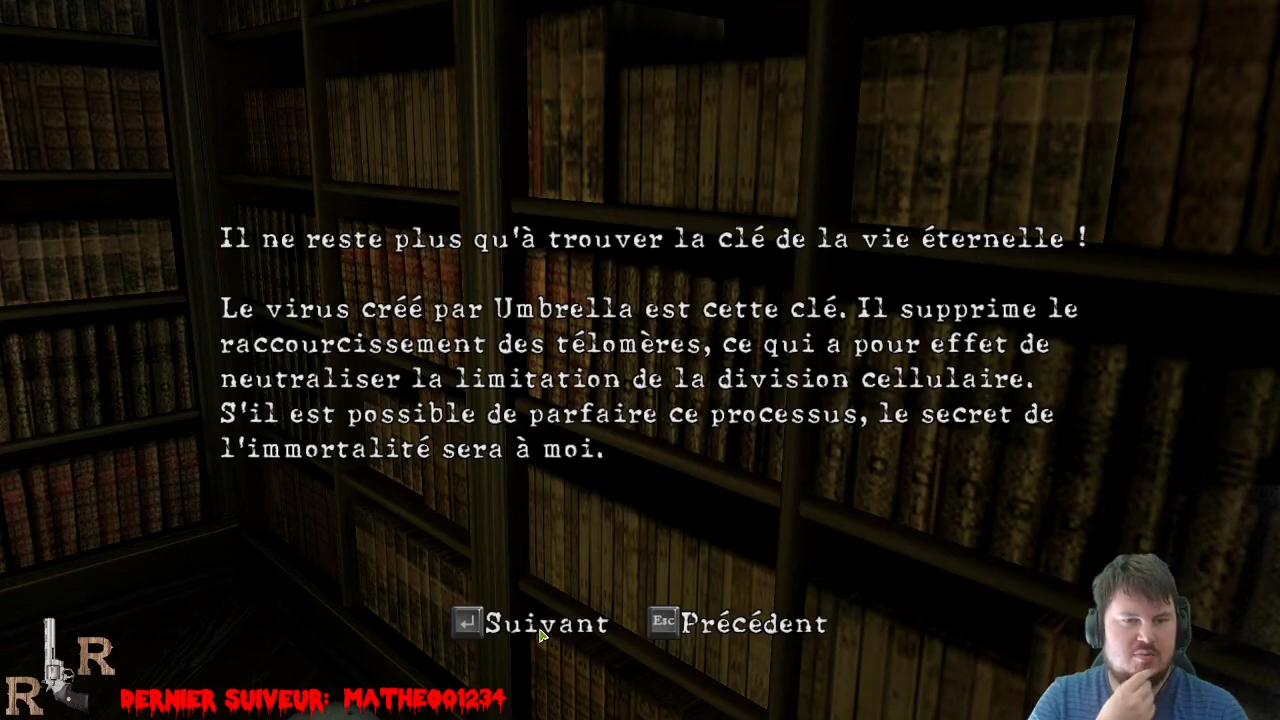 Il ne reste plus qu'à trouver la clé de la vie éternelle !
Le virus créé par Umbrella est cette clé. Il supprime le
raccourcissement des télomères, ce qui a pour effet de
neutraliser la limitation de la division cellulaire.
S'il est possible de parfaire ce processus, le secret de
l'immortalité sera à moi.
↵ Suivant Esc Précédent
R R
DERNIER SUIVEUR: MATHEO01234